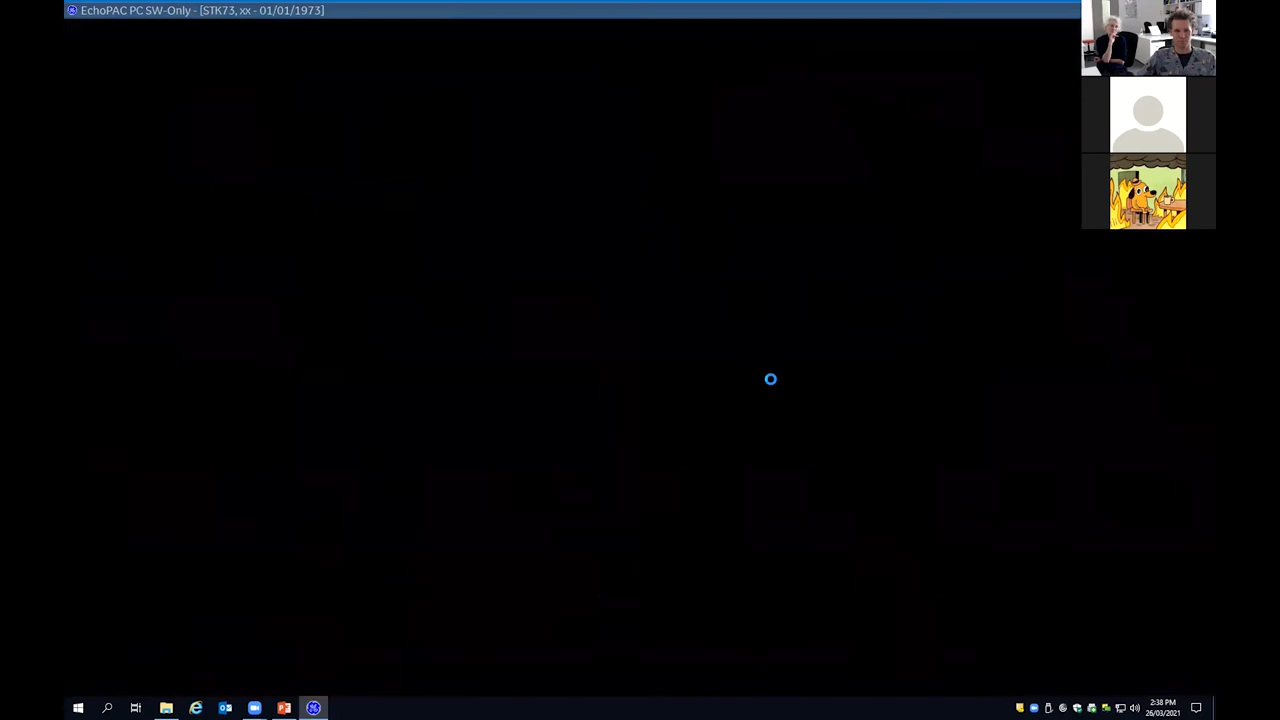 EchoPAC PC SW-Only - [STK73, xx - 01/01/1973]
2:38 PM
26/03/2021